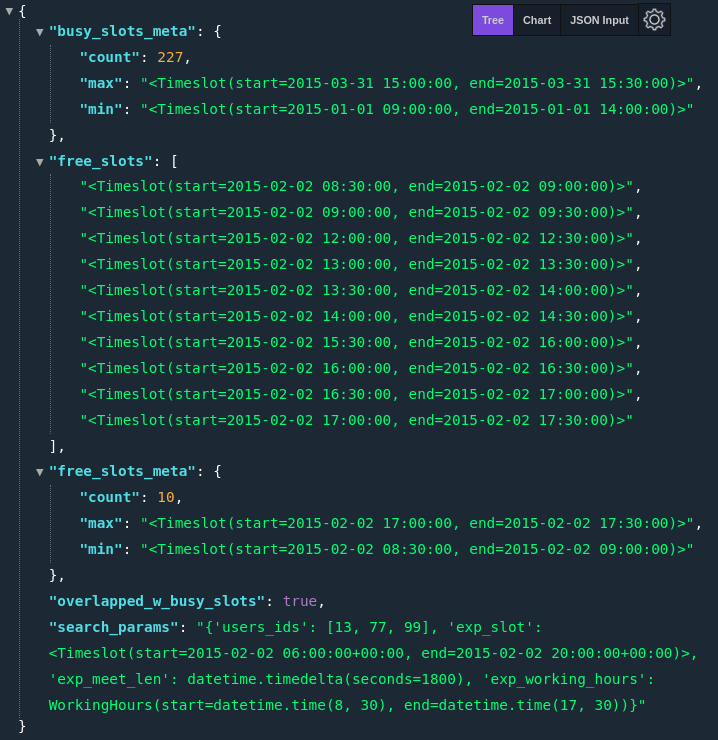 {
Tree Chart JSON Input
"busy_slots_meta": {
"count": 227,
"max": "<Timeslot(start=2015-03-31 15:00:00, end=2015-03-31 15:30:00)>",
"min": "<Timeslot(start=2015-01-01 09:00:00, end=2015-01-01 14:00:00)>"
},
"free_slots": [
"<Timeslot(start=2015-02-02 08:30:00, end=2015-02-02 09:00:00)>",
"<Timeslot(start=2015-02-02 09:00:00, end=2015-02-02 09:30:00)>",
"<Timeslot(start=2015-02-02 12:00:00, end=2015-02-02 12:30:00)>",
"<Timeslot(start=2015-02-02 13:00:00, end=2015-02-02 13:30:00)>",
"<Timeslot(start=2015-02-02 13:30:00, end=2015-02-02 14:00:00)>",
"<Timeslot(start=2015-02-02 14:00:00, end=2015-02-02 14:30:00)>",
"<Timeslot(start=2015-02-02 15:30:00, end=2015-02-02 16:00:00)>",
"<Timeslot(start=2015-02-02 16:00:00, end=2015-02-02 16:30:00)>",
"<Timeslot(start=2015-02-02 16:30:00, end=2015-02-02 17:00:00)>",
"<Timeslot(start=2015-02-02 17:00:00, end=2015-02-02 17:30:00)>"
],
"free_slots_meta": {
"count": 10,
"max": "<Timeslot(start=2015-02-02 17:00:00, end=2015-02-02 17:30:00)>",
"min": "<Timeslot(start=2015-02-02 08:30:00, end=2015-02-02 09:00:00)>"
},
"overlapped_w_busy_slots": true,
"search_params": "{'users_ids': [13, 77, 99], 'exp_slot':
<Timeslot(start=2015-02-02 06:00:00+00:00, end=2015-02-02 20:00:00+00:00)>,
'exp_meet_len': datetime.timedelta(seconds=1800), 'exp_working_hours':
WorkingHours(start=datetime.time(8, 30), end=datetime.time(17, 30))}"
}